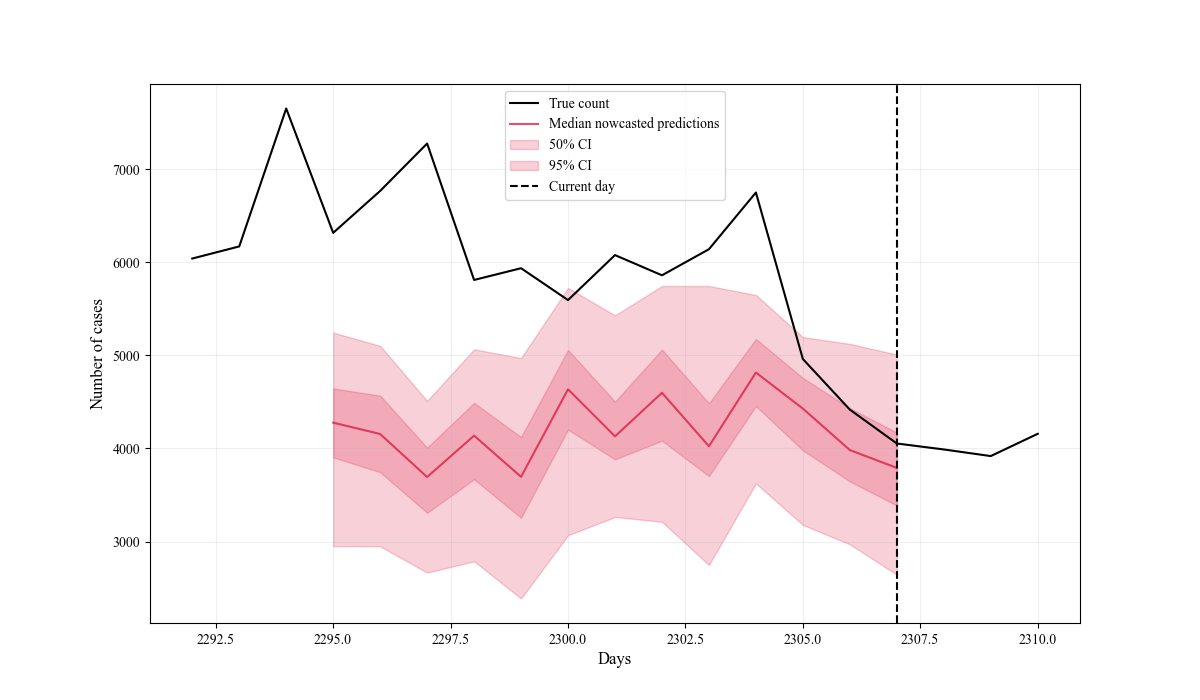 True count
Median nowcasted predictions
50% CI
95% CI
Current day
7000
6000
5000
4000
3000
Number of cases
2292.5 2295.0 2297.5 2300.0 2302.5 2305.0 2307.5 2310.0
Days